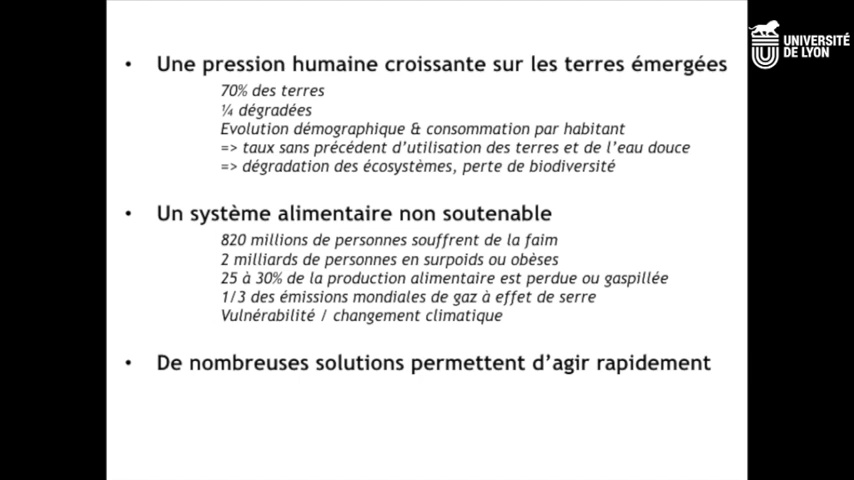 UNIVERSITÉ
DE LYON
• Une pression humaine croissante sur les terres émergées
70% des terres
¼ dégradées
Evolution démographique & consommation par habitant
=> taux sans précédent d’utilisation des terres et de l’eau douce
=> dégradation des écosystèmes, perte de biodiversité
• Un système alimentaire non soutenable
820 millions de personnes souffrent de la faim
2 milliards de personnes en surpoids ou obèses
25 à 30% de la production alimentaire est perdue ou gaspillée
1/3 des émissions mondiales de gaz à effet de serre
Vulnérabilité / changement climatique
• De nombreuses solutions permettent d’agir rapidement